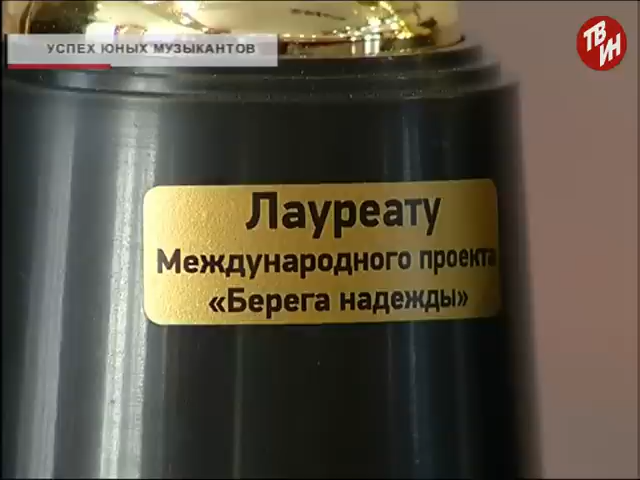 УСПЕХ ЮНЫХ МУЗЫКАНТОВ
ТВ
ИН
Лауреату
Международного проекта
«Берега надежды»